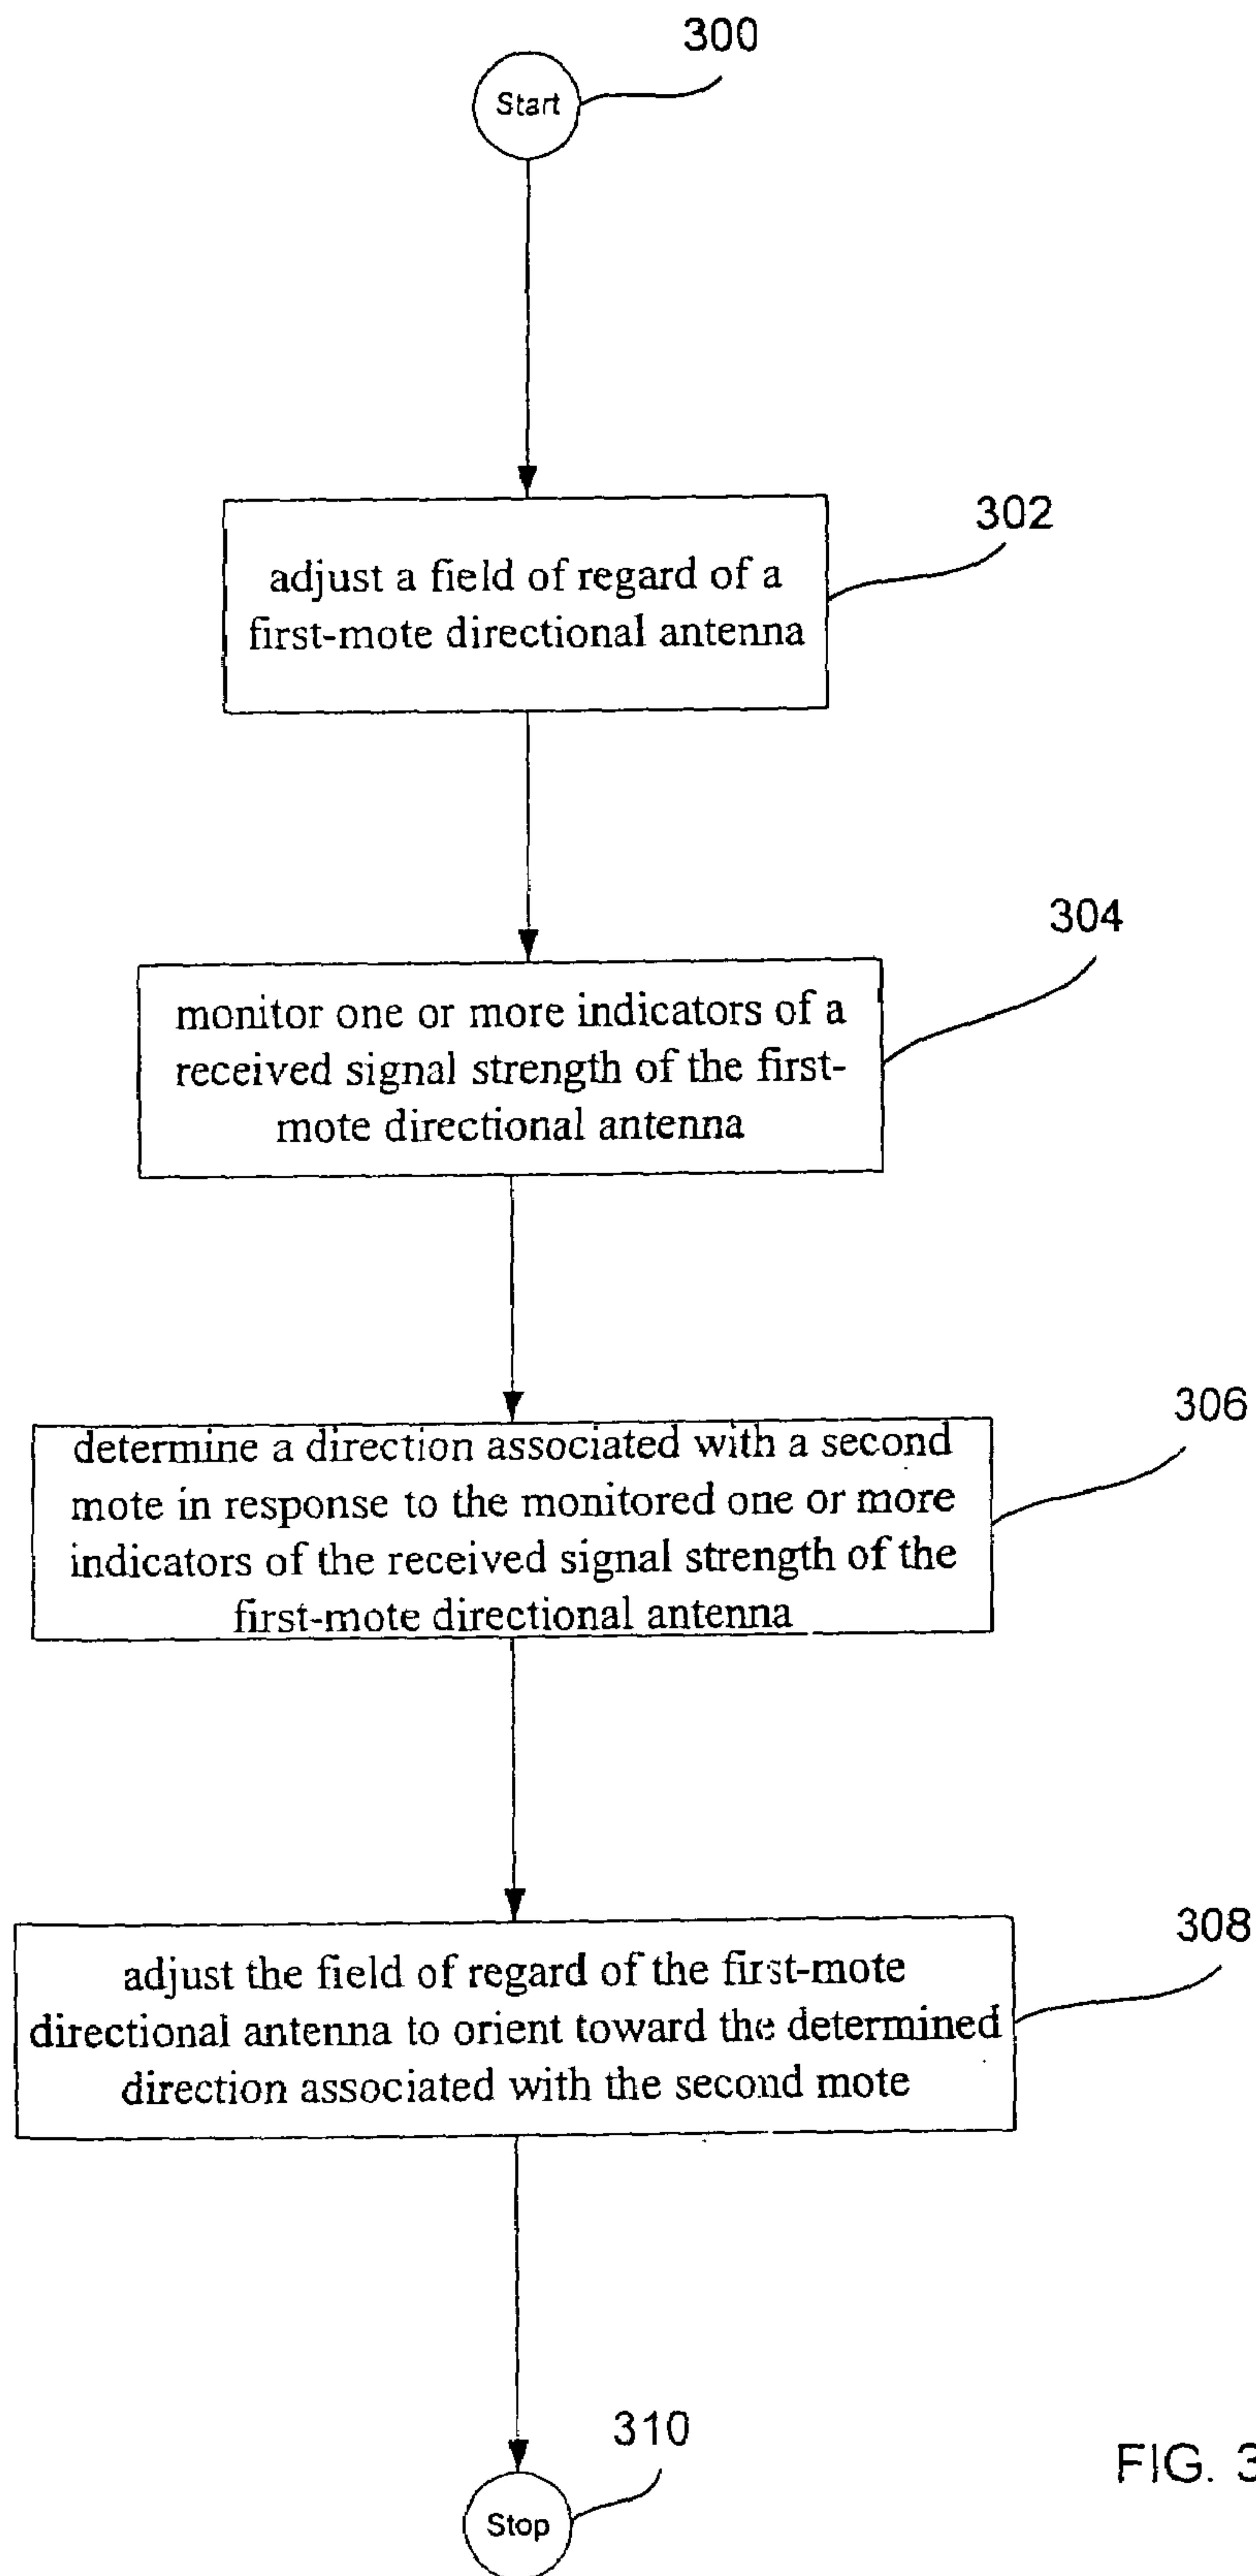 300
Start
302
adjust a field of regard of a
first-mote directional antenna
304
monitor one or more indicators of a
received signal strength of the first-
mote directional antenna
306
determine a direction associated with a second
mote in response to the monitored one or more
indicators of the received signal strength of the
first-mote directional antenna
308
adjust the field of regard of the first-mote
directional antenna to orient toward the determined
direction associated with the second mote
310
Stop
FIG. 3